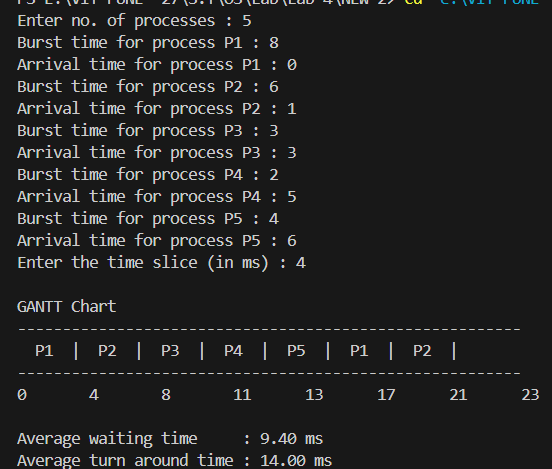 Enter no. of processes : 5
Burst time for process P1 : 8
Arrival time for process P1 : 0
Burst time for process P2 : 6
Arrival time for process P2 : 1
Burst time for process P3 : 3
Arrival time for process P3 : 3
Burst time for process P4 : 2
Arrival time for process P4 : 5
Burst time for process P5 : 4
Arrival time for process P5 : 6
Enter the time slice (in ms) : 4
GANTT Chart
--------------------------------------------------------
P1 | P2 | P3 | P4 | P5 | P1 | P2 |
--------------------------------------------------------
0 4 8 11 13 17 21 23
Average waiting time : 9.40 ms
Average turn around time : 14.00 ms